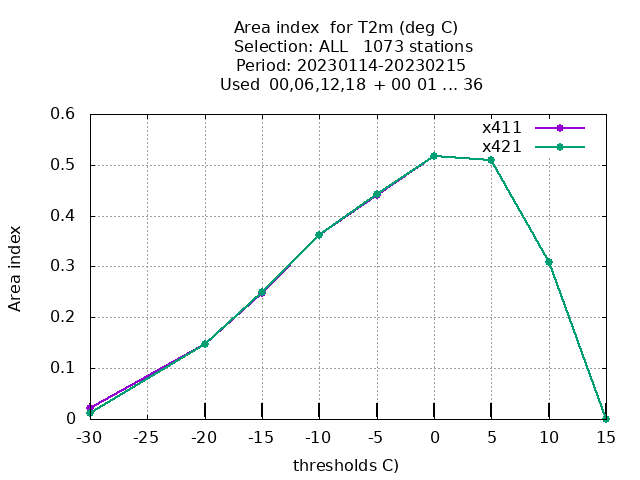 Area index  for T2m (deg C)
Selection: ALL   1073 stations
Period: 20230114-20230215
Used  00,06,12,18  + 00 01 ... 36
0.6
x411
x421
0.5
0.4
Area index
0.3
0.2
0.1
0
-30 -25 -20 -15 -10 -5 0 5 10 15
thresholds C)